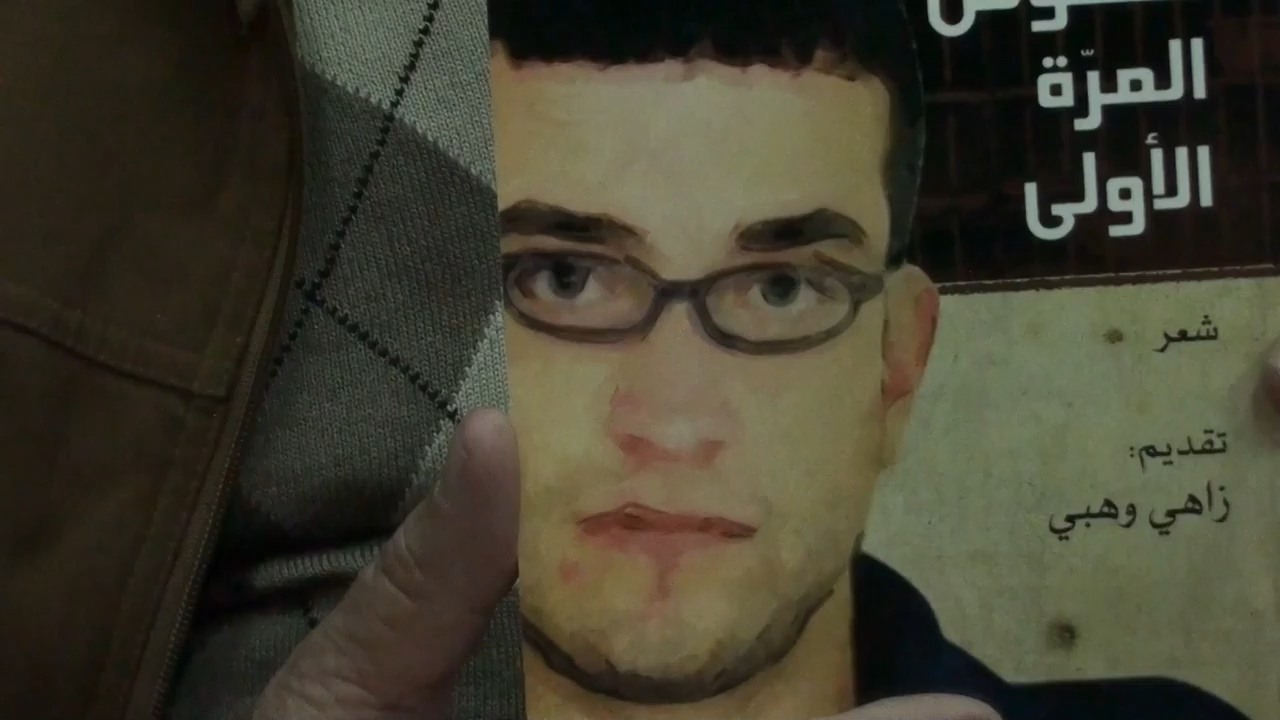 المرّة
الأولى
شعر
تقديم:
زاهي وهبي